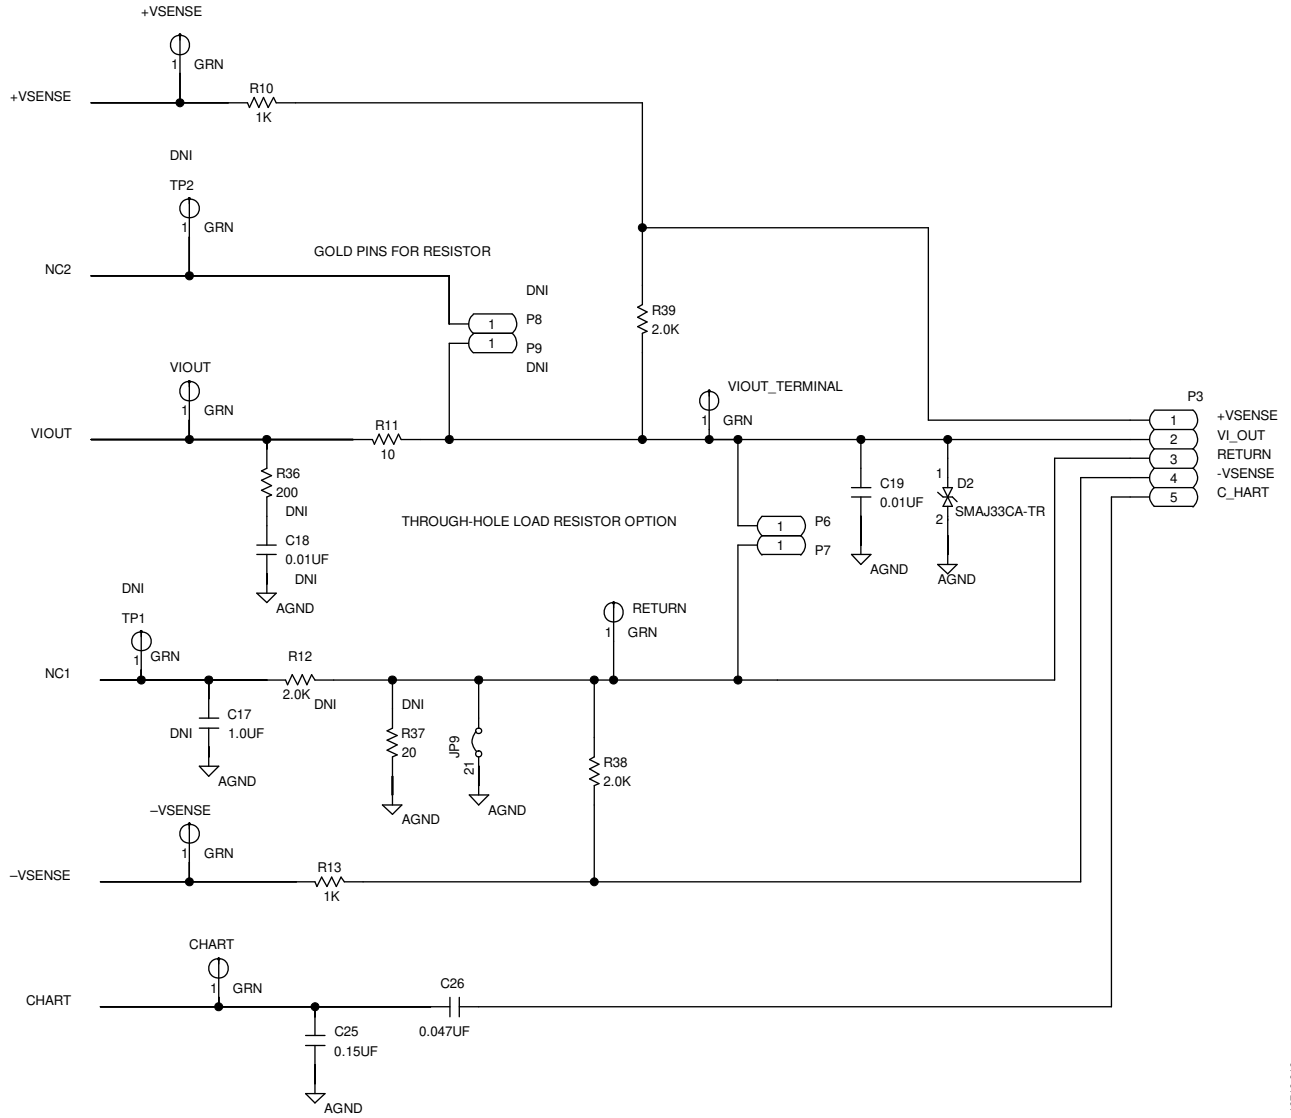 +VSENSE
1 GRN
+VSENSE
R10
1K
DNI
TP2
1 GRN
NC2
GOLD PINS FOR RESISTOR
DNI
1 P8
1 P9
DNI
R39
2.0K
VIOUT
1 GRN
VIOUT
R11
10
VIOUT_TERMINAL
1 GRN
P3
1 +VSENSE
2 VI_OUT
3 RETURN
4 -VSENSE
5 C_HART
R36
200
DNI
C18
0.01UF
DNI
AGND
THROUGH-HOLE LOAD RESISTOR OPTION
1 P6
1 P7
C19
0.01UF
AGND
1 D2
SMAJ33CA-TR
2
AGND
DNI
TP1
1 GRN
NC1
R12
2.0K
DNI
RETURN
1 GRN
C17
DNI 1.0UF
AGND
DNI
R37
20
AGND
JP9
21
AGND
R38
2.0K
–VSENSE
1 GRN
–VSENSE
R13
1K
CHART
1 GRN
CHART
C26
0.047UF
C25
0.15UF
AGND